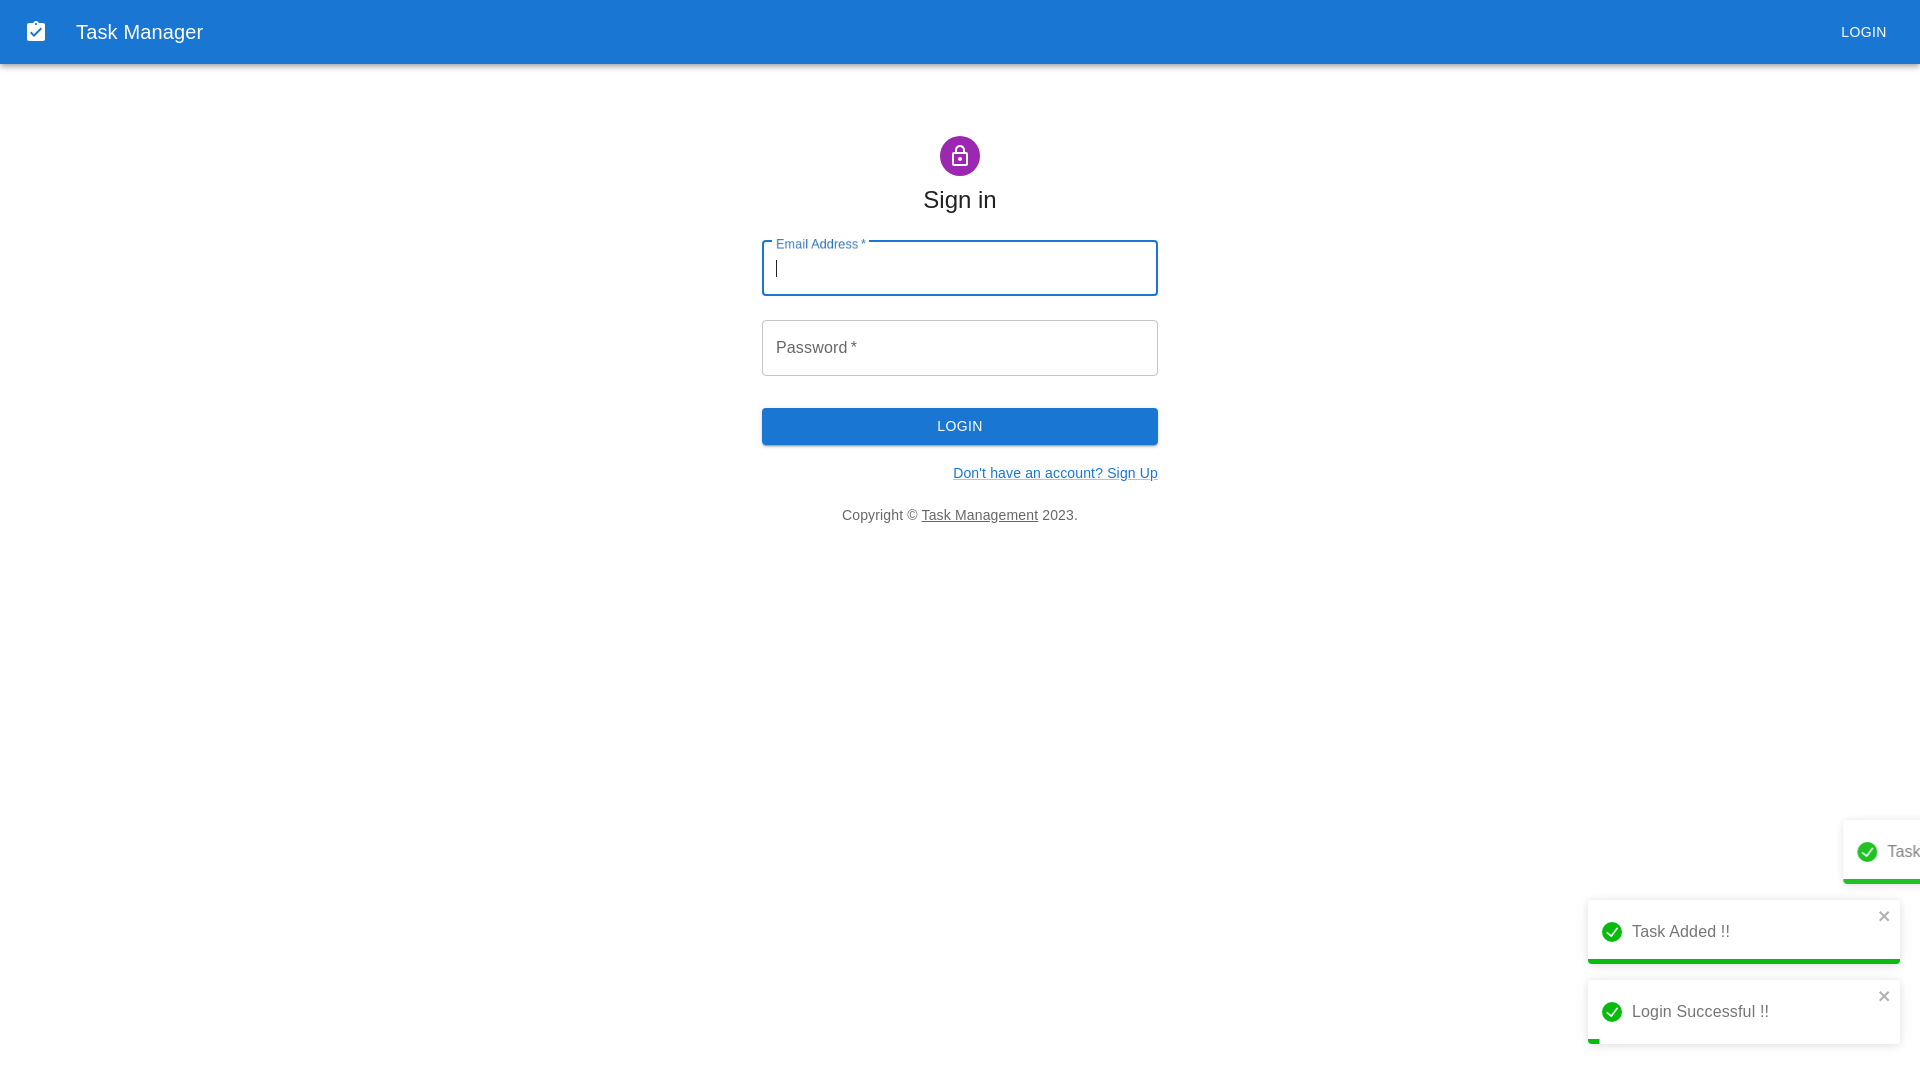 Task Manager
LOGIN
Sign in
Email Address *
Password *
LOGIN
Don't have an account? Sign Up
Copyright © Task Management 2023.
Task
Task Added !!
Login Successful !!